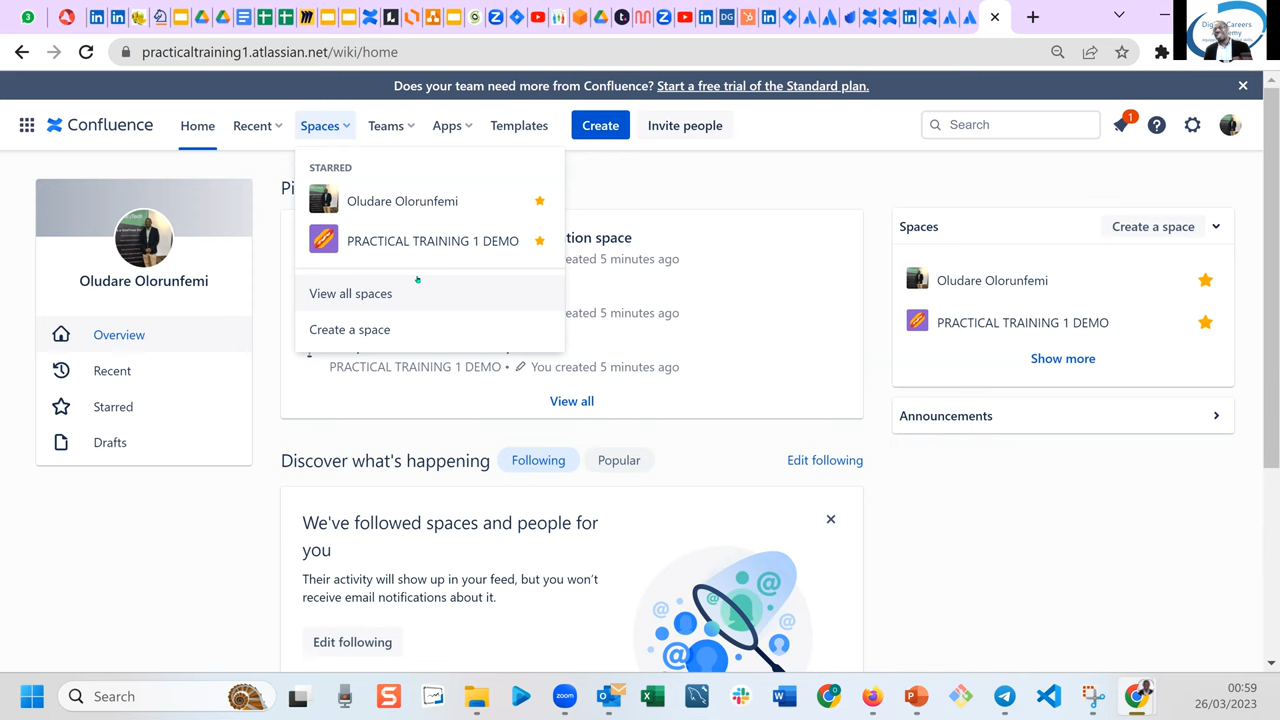 practicaltraining1.atlassian.net/wiki/home
Does your team need more from Confluence? Start a free trial of the Standard plan.
Confluence
Home
Recent
Spaces
Teams
Apps
Templates
Create
Invite people
Search
1
STARRED
Oludare Olorunfemi
PRACTICAL TRAINING 1 DEMO
View all spaces
Create a space
Oludare Olorunfemi
Overview
Recent
Starred
Drafts
tion space
eated 5 minutes ago
eated 5 minutes ago
PRACTICAL TRAINING 1 DEMO • You created 5 minutes ago
View all
Spaces
Create a space
Oludare Olorunfemi
PRACTICAL TRAINING 1 DEMO
Show more
Announcements
Discover what's happening
Following
Popular
Edit following
We've followed spaces and people for
you
Their activity will show up in your feed, but you won't
receive email notifications about it.
Edit following
Search
zoom
00:59
26/03/2023